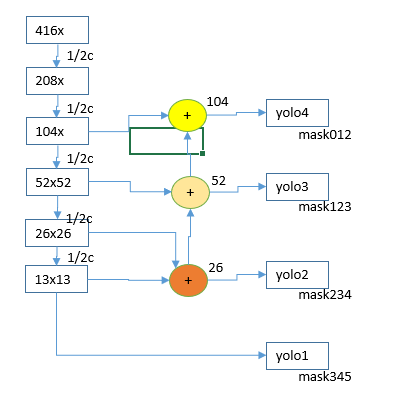 416x
1/2c
208x
1/2c
104x
1/2c
52x52
1/2c
26x26
1/2c
13x13
+
104
+
52
+
26
yolo4
mask012
yolo3
mask123
yolo2
mask234
yolo1
mask345